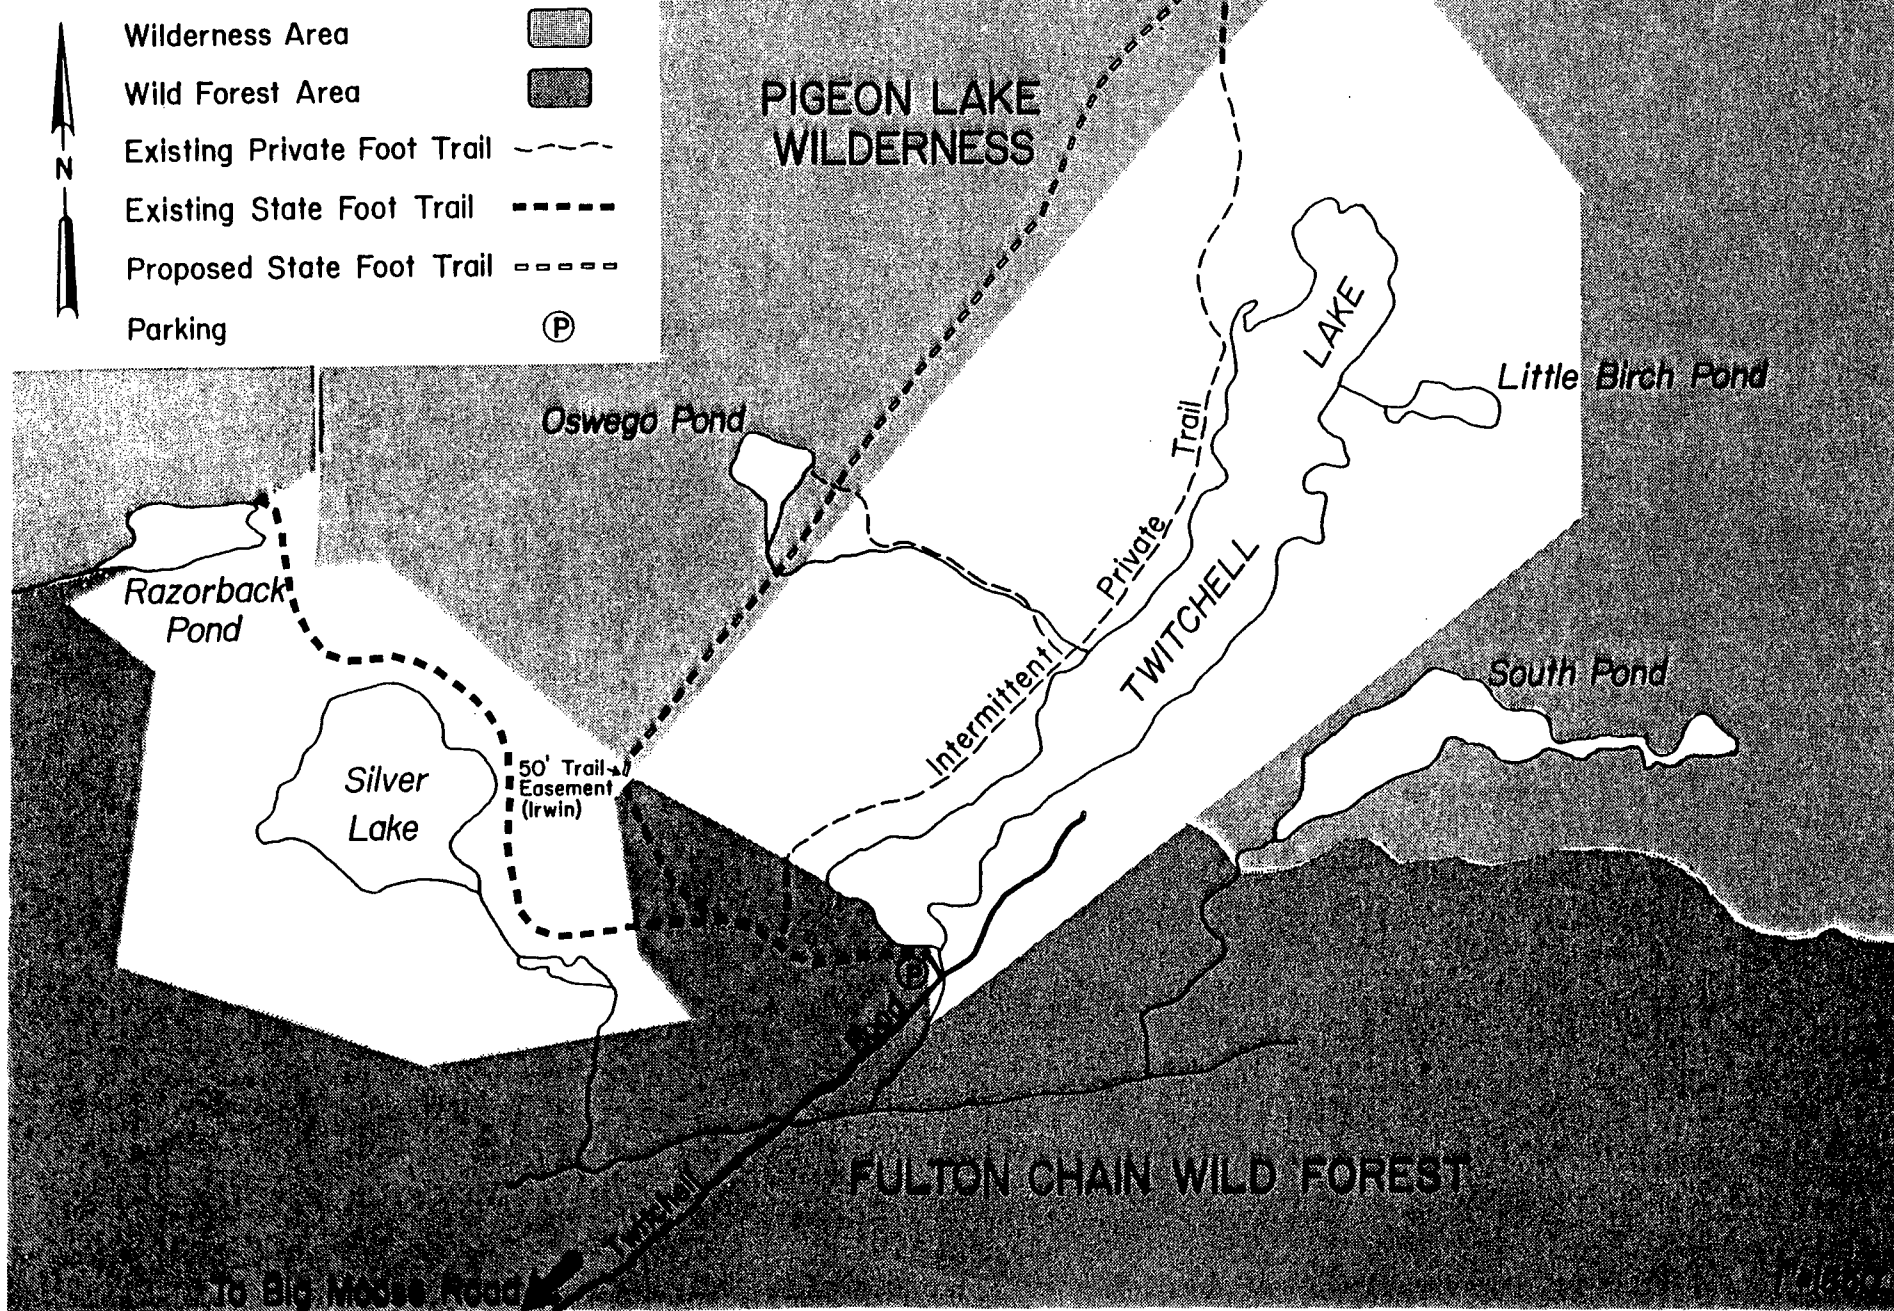 Wilderness Area
Wild Forest Area
Existing Private Foot Trail
Existing State Foot Trail
Proposed State Foot Trail
Parking
P
N
PIGEON LAKE
WILDERNESS
LAKE
Little Birch Pond
Oswego Pond
Trail
Private
TWITCHELL
Intermittent
Razorback
Pond
South Pond
50' Trail
Easement
(Irwin)
Silver
Lake
P
Road
Twitchell
FULTON CHAIN WILD FOREST
To Big Moose Road